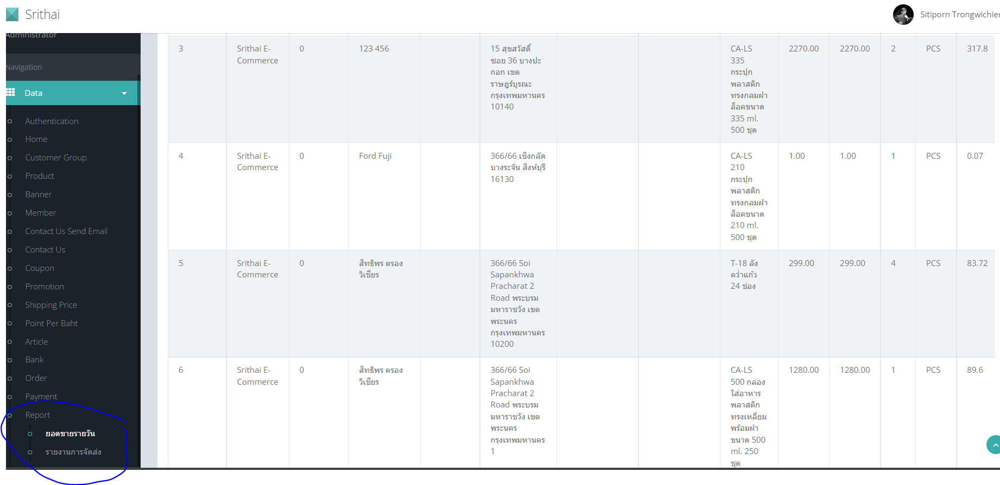 Srithai
Sitiporn Trongwichier
Administrator
Navigation
Data
Authentication
Home
Customer Group
Product
Banner
Member
Contact Us Send Email
Contact Us
Coupon
Promotion
Shipping Price
Point Per Baht
Article
Bank
Order
Payment
Report
ยอดขายรายวัน
รายงานการจัดส่ง
3
Srithai E-
Commerce
0
123 456
15 สุขสวัสดิ์
ซอย 36 บางปะ
กอก เขต
ราษฎร์บูรณะ
กรุงเทพมหานคร
10140
CA-LS
335
กระปุก
พลาสติก
ทรงกลมฝา
ล็อคขนาด
335 ml.
500 ชุด
2270.00
2270.00
2
PCS
317.8
4
Srithai E-
Commerce
0
Ford Fuji
366/66 เชิงกลัด
บางระจัน สิงห์บุรี
16130
CA-LS
210
กระปุก
พลาสติก
ทรงกลมฝา
ล็อคขนาด
210 ml.
500 ชุด
1.00
1.00
1
PCS
0.07
5
Srithai E-
Commerce
0
สิทธิพร ตรอง
วิเชียร
366/66 Soi
Sapankhwa
Pracharat 2
Road พระบรม
มหาราชวัง เขต
พระนคร
กรุงเทพมหานคร
10200
T-18 ลัง
คว่ำแก้ว
24 ช่อง
299.00
299.00
4
PCS
83.72
6
Srithai E-
Commerce
0
สิทธิพร ตรอง
วิเชียร
366/66 Soi
Sapankhwa
Pracharat 2
Road พระบรม
มหาราชวัง เขต
พระนคร
กรุงเทพมหานคร
1
CA-LS
500 กล่อง
ใส่อาหาร
พลาสติก
ทรงเหลี่ยม
พร้อมฝา
ขนาด 500
ml. 250
ชุด
1280.00
1280.00
1
PCS
89.6